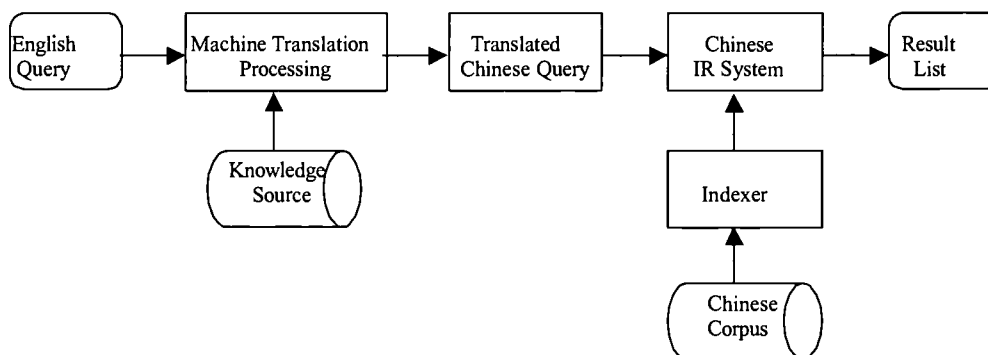 English
Query
Machine Translation
Processing
Translated
Chinese Query
Chinese
IR System
Result
List
Knowledge
Source
Indexer
Chinese
Corpus